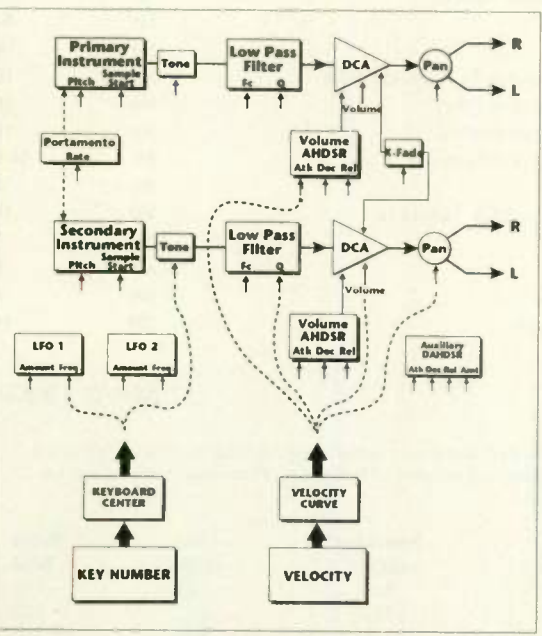 Primary
Instrument
Sample
Pitch Start
Tone
Low Pass
Filter
Fc Q
DCA
Volume
Pan
R
L
Portamento
Rate
Volume
AHDSR
Atk Dec Rel
X-Fade
Secondary
Instrument
Sample
Pitch Start
Tone
Low Pass
Filter
Fc Q
DCA
Volume
Pan
R
L
Volume
AHDSR
Atk Dec Rel
LFO 1
Amount Freq
LFO 2
Amount Freq
Auxiliary
DAHDSR
Atk Dec Rel Amt
KEYBOARD
CENTER
VELOCITY
CURVE
KEY NUMBER
VELOCITY